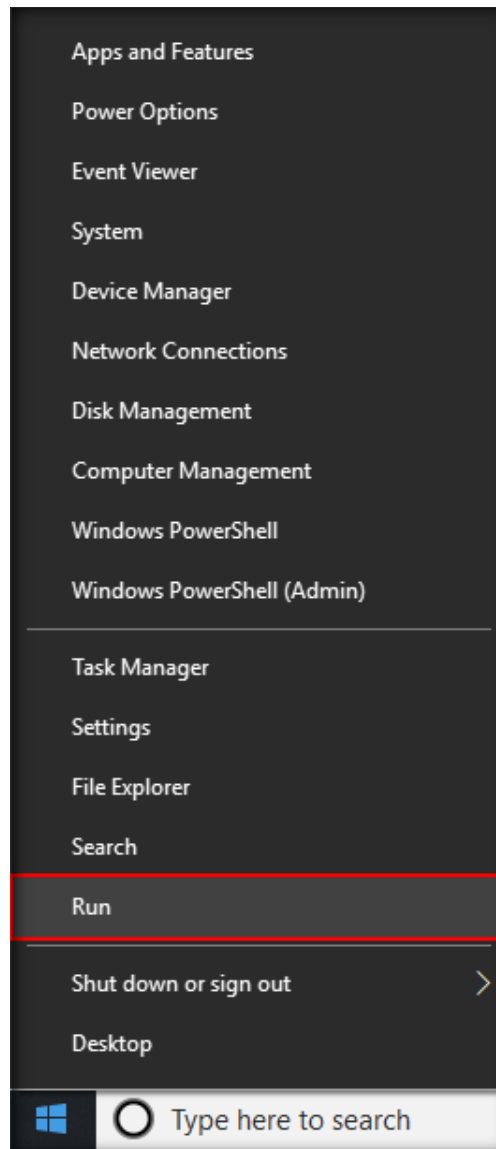 Apps and Features
Power Options
Event Viewer
System
Device Manager
Network Connections
Disk Management
Computer Management
Windows PowerShell
Windows PowerShell (Admin)
Task Manager
Settings
File Explorer
Search
Run
Shut down or sign out
Desktop
Type here to search